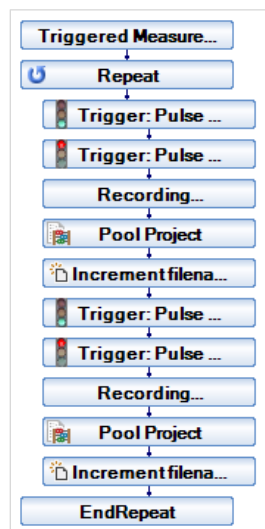 Triggered Measure...
Repeat
Trigger: Pulse ...
Trigger: Pulse ...
Recording...
Pool Project
Increment filena...
Trigger: Pulse ...
Trigger: Pulse ...
Recording...
Pool Project
Increment filena...
EndRepeat